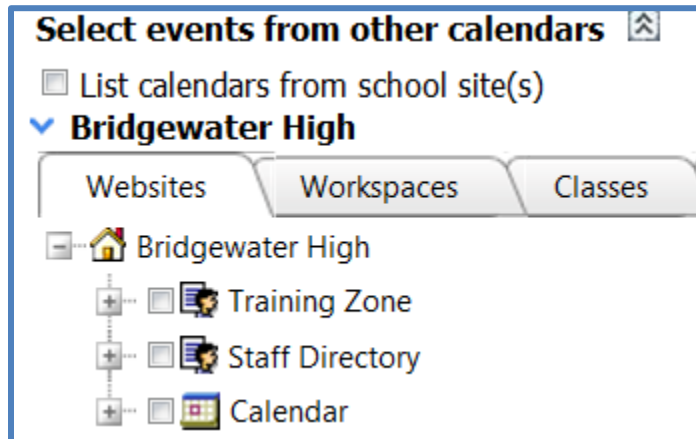 Select events from other calendars
List calendars from school site(s)
Bridgewater High
Websites Workspaces Classes
Bridgewater High
Training Zone
Staff Directory
Calendar